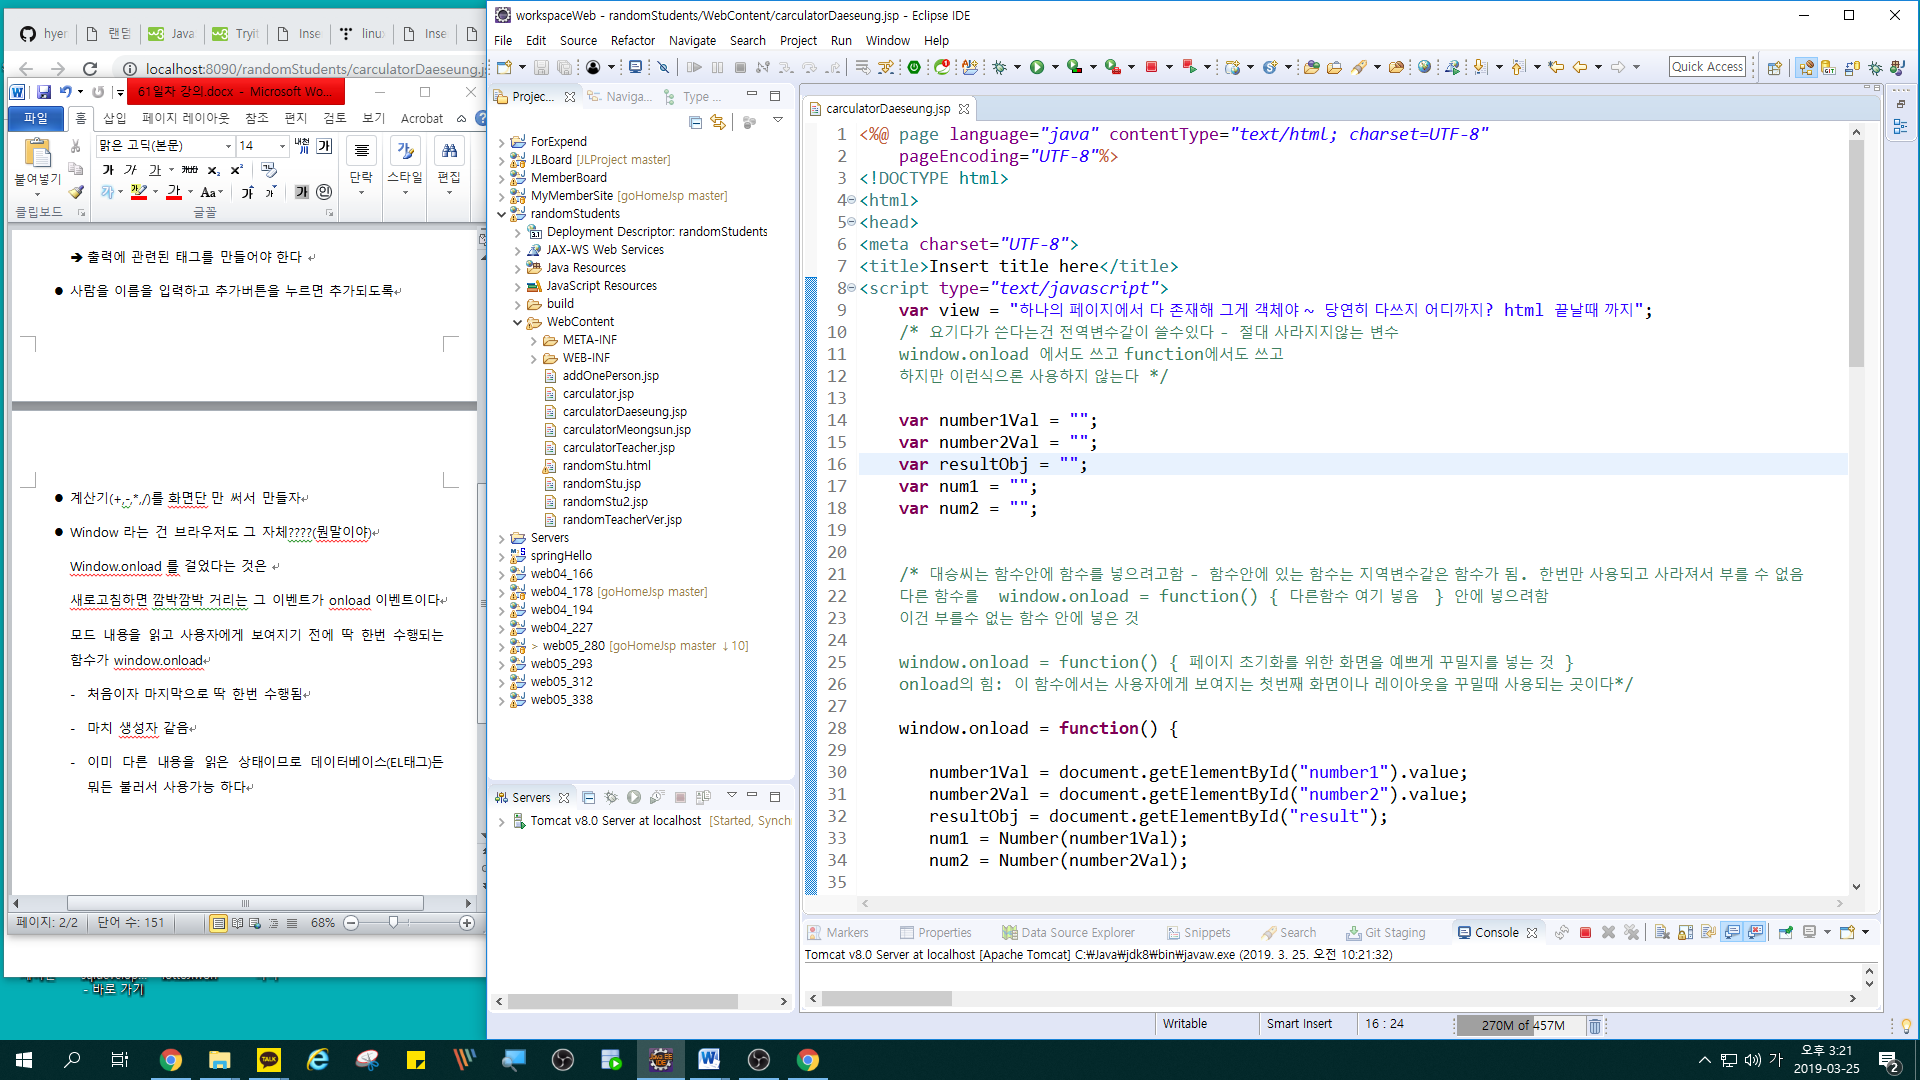 workspaceWeb - randomStudents/WebContent/carculatorDaeseung.jsp - Eclipse IDE
File Edit Source Refactor Navigate Search Project Run Window Help
Quick Access
hyer 랜덤 Java Tryit Inse linux Inse
localhost:8090/randomStudents/carculatorDaeseung.js
61일차 강의.docx - Microsoft Wo...
파일 홈 삽입 페이지 레이아웃 참조 편지 검토 보기 Acrobat
붙여넣기
맑은 고딕(본문) 14
단락 스타일 편집
클립보드 글꼴
➔ 출력에 관련된 태그를 만들어야 한다
● 사람을 이름을 입력하고 추가버튼을 누르면 추가되도록
● 계산기(+,-,*,/)를 화면단 만 써서 만들자
● Window 라는 건 브라우저도 그 자체????(뭔말이야)
Window.onload 를 걸었다는 것은
새로고침하면 깜박깜박 거리는 그 이벤트가 onload 이벤트이다
모드 내용을 읽고 사용자에게 보여지기 전에 딱 한번 수행되는
함수가 window.onload
- 처음이자 마지막으로 딱 한번 수행됨
- 마치 생성자 같음
- 이미 다른 내용을 읽은 상태이므로 데이터베이스(EL태그)든
뭐든 불러서 사용가능 하다
페이지: 2/2 단어 수: 151 68%
- 바로 가기
Projec... Naviga... Type ...
ForExpend
JLBoard [JLProject master]
MemberBoard
MyMemberSite [goHomeJsp master]
randomStudents
Deployment Descriptor: randomStudents
JAX-WS Web Services
Java Resources
JavaScript Resources
build
WebContent
META-INF
WEB-INF
addOnePerson.jsp
carculator.jsp
carculatorDaeseung.jsp
carculatorMeongsun.jsp
carculatorTeacher.jsp
randomStu.html
randomStu.jsp
randomStu2.jsp
randomTeacherVer.jsp
Servers
springHello
web04_166
web04_178 [goHomeJsp master]
web04_194
web04_227
> web05_280 [goHomeJsp master ↓10]
web05_293
web05_312
web05_338
Servers
Tomcat v8.0 Server at localhost [Started, Synchr
carculatorDaeseung.jsp
1 <%@ page language="java" contentType="text/html; charset=UTF-8"
2 pageEncoding="UTF-8"%>
3 <!DOCTYPE html>
4 <html>
5 <head>
6 <meta charset="UTF-8">
7 <title>Insert title here</title>
8 <script type="text/javascript">
9 var view = "하나의 페이지에서 다 존재해 그게 객체야 ~ 당연히 다쓰지 어디까지? html 끝날때 까지";
10 /* 요기다가 쓴다는건 전역변수같이 쓸수있다 - 절대 사라지지않는 변수
11 window.onload 에서도 쓰고 function에서도 쓰고
12 하지만 이런식으론 사용하지 않는다 */
13
14 var number1Val = "";
15 var number2Val = "";
16 var resultObj = "";
17 var num1 = "";
18 var num2 = "";
19
20
21 /* 대승씨는 함수안에 함수를 넣으려고함 - 함수안에 있는 함수는 지역변수같은 함수가 됨. 한번만 사용되고 사라져서 부를 수 없음
22 다른 함수를 window.onload = function() { 다른함수 여기 넣음 } 안에 넣으려함
23 이건 부를수 없는 함수 안에 넣은 것
24
25 window.onload = function() { 페이지 초기화를 위한 화면을 예쁘게 꾸밀지를 넣는 것 }
26 onload의 힘: 이 함수에서는 사용자에게 보여지는 첫번째 화면이나 레이아웃을 꾸밀때 사용되는 곳이다*/
27
28 window.onload = function() {
29
30 number1Val = document.getElementById("number1").value;
31 number2Val = document.getElementById("number2").value;
32 resultObj = document.getElementById("result");
33 num1 = Number(number1Val);
34 num2 = Number(number2Val);
35
Markers Properties Data Source Explorer Snippets Search Git Staging Console
Tomcat v8.0 Server at localhost [Apache Tomcat] C:₩Java₩jdk8₩bin₩javaw.exe (2019. 3. 25. 오전 10:21:32)
Writable Smart Insert 16 : 24 270M of 457M
TALK
가 오후 3:21
2019-03-25
2